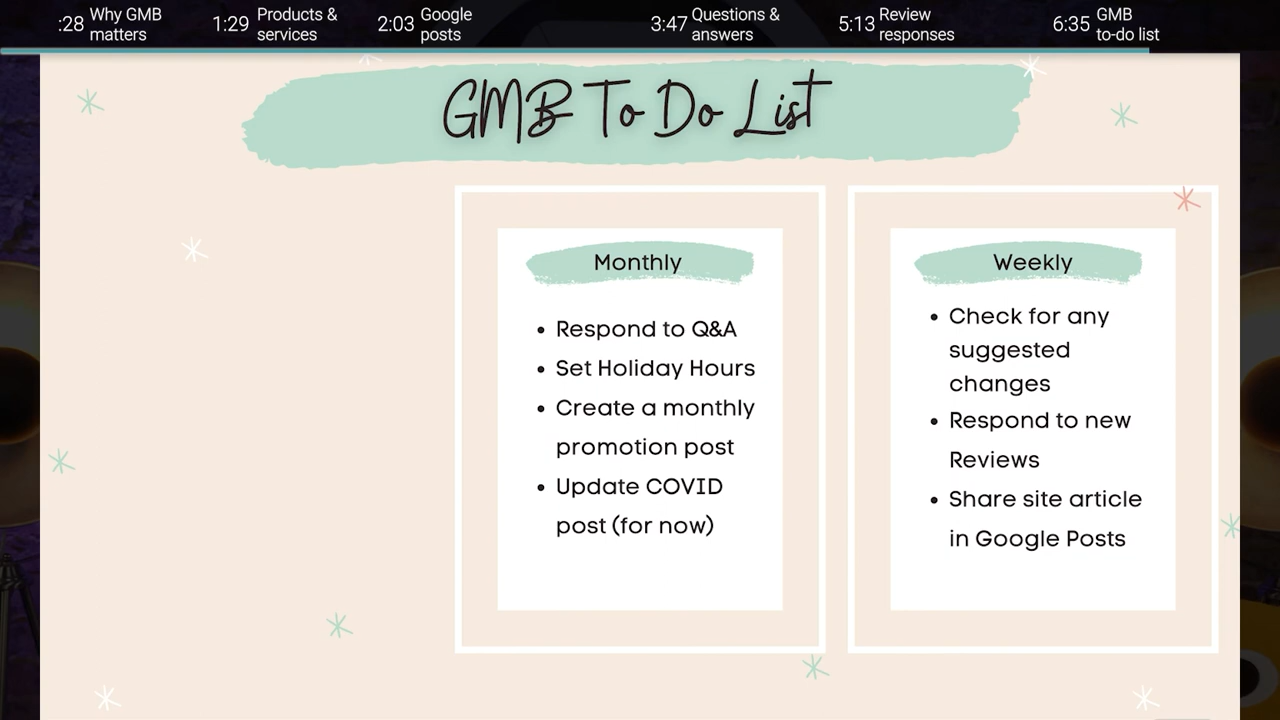 :28 Why GMB matters
1:29 Products & services
2:03 Google posts
3:47 Questions & answers
5:13 Review responses
6:35 GMB to-do list
GMB To Do List
Monthly
• Respond to Q&A
• Set Holiday Hours
• Create a monthly
promotion post
• Update COVID
post (for now)
Weekly
• Check for any
suggested
changes
• Respond to new
Reviews
• Share site article
in Google Posts